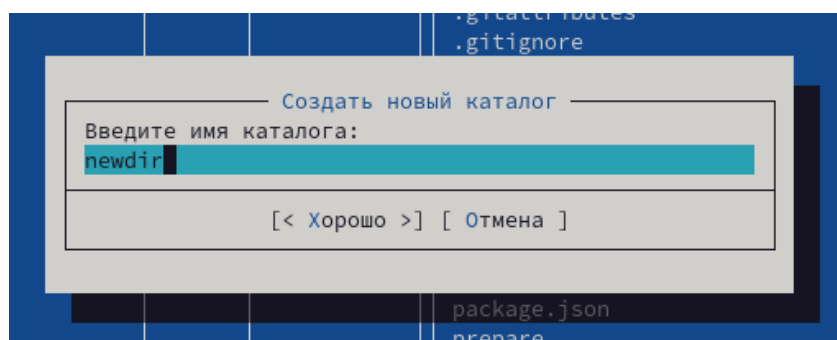 .gitattributes
.gitignore
Создать новый каталог
Введите имя каталога:
newdir
[< Хорошо >] [ Отмена ]
package.json
prepare